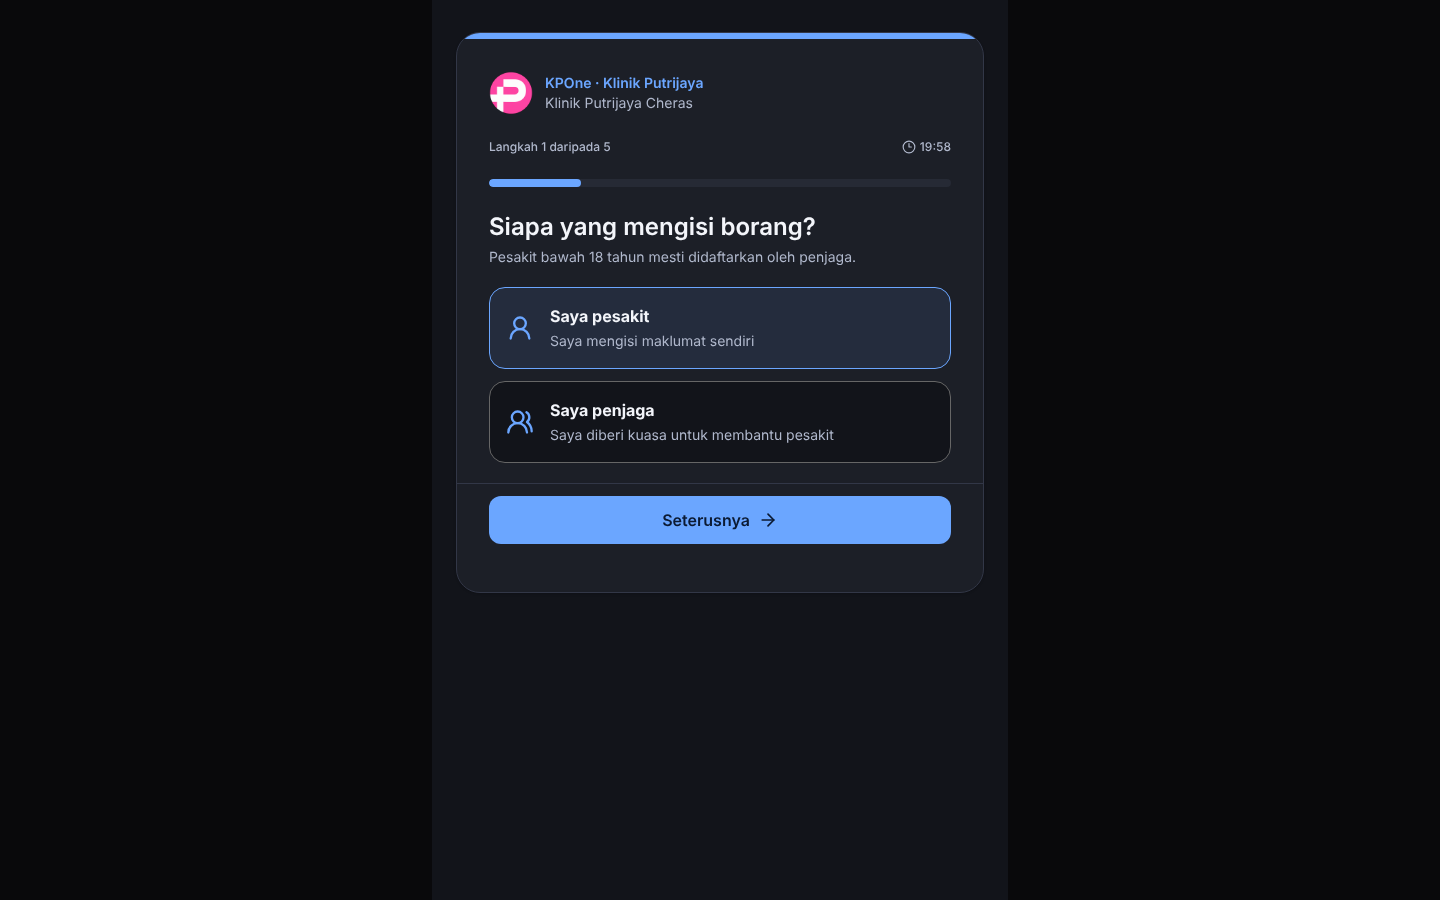 KPOne · Klinik Putrijaya
Klinik Putrijaya Cheras
Langkah 1 daripada 5
19:58
Siapa yang mengisi borang?
Pesakit bawah 18 tahun mesti didaftarkan oleh penjaga.
Saya pesakit
Saya mengisi maklumat sendiri
Saya penjaga
Saya diberi kuasa untuk membantu pesakit
Seterusnya